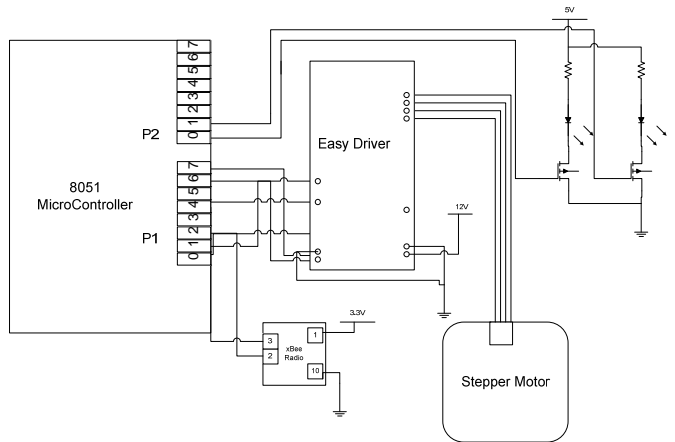 5V
7
6
5
4
3
2
1
0
P2
Easy Driver
7
6
5
4
3
2
1
0
P1
8051
MicroController
12V
3.3V
3
2
xBee
Radio
1
10
Stepper Motor